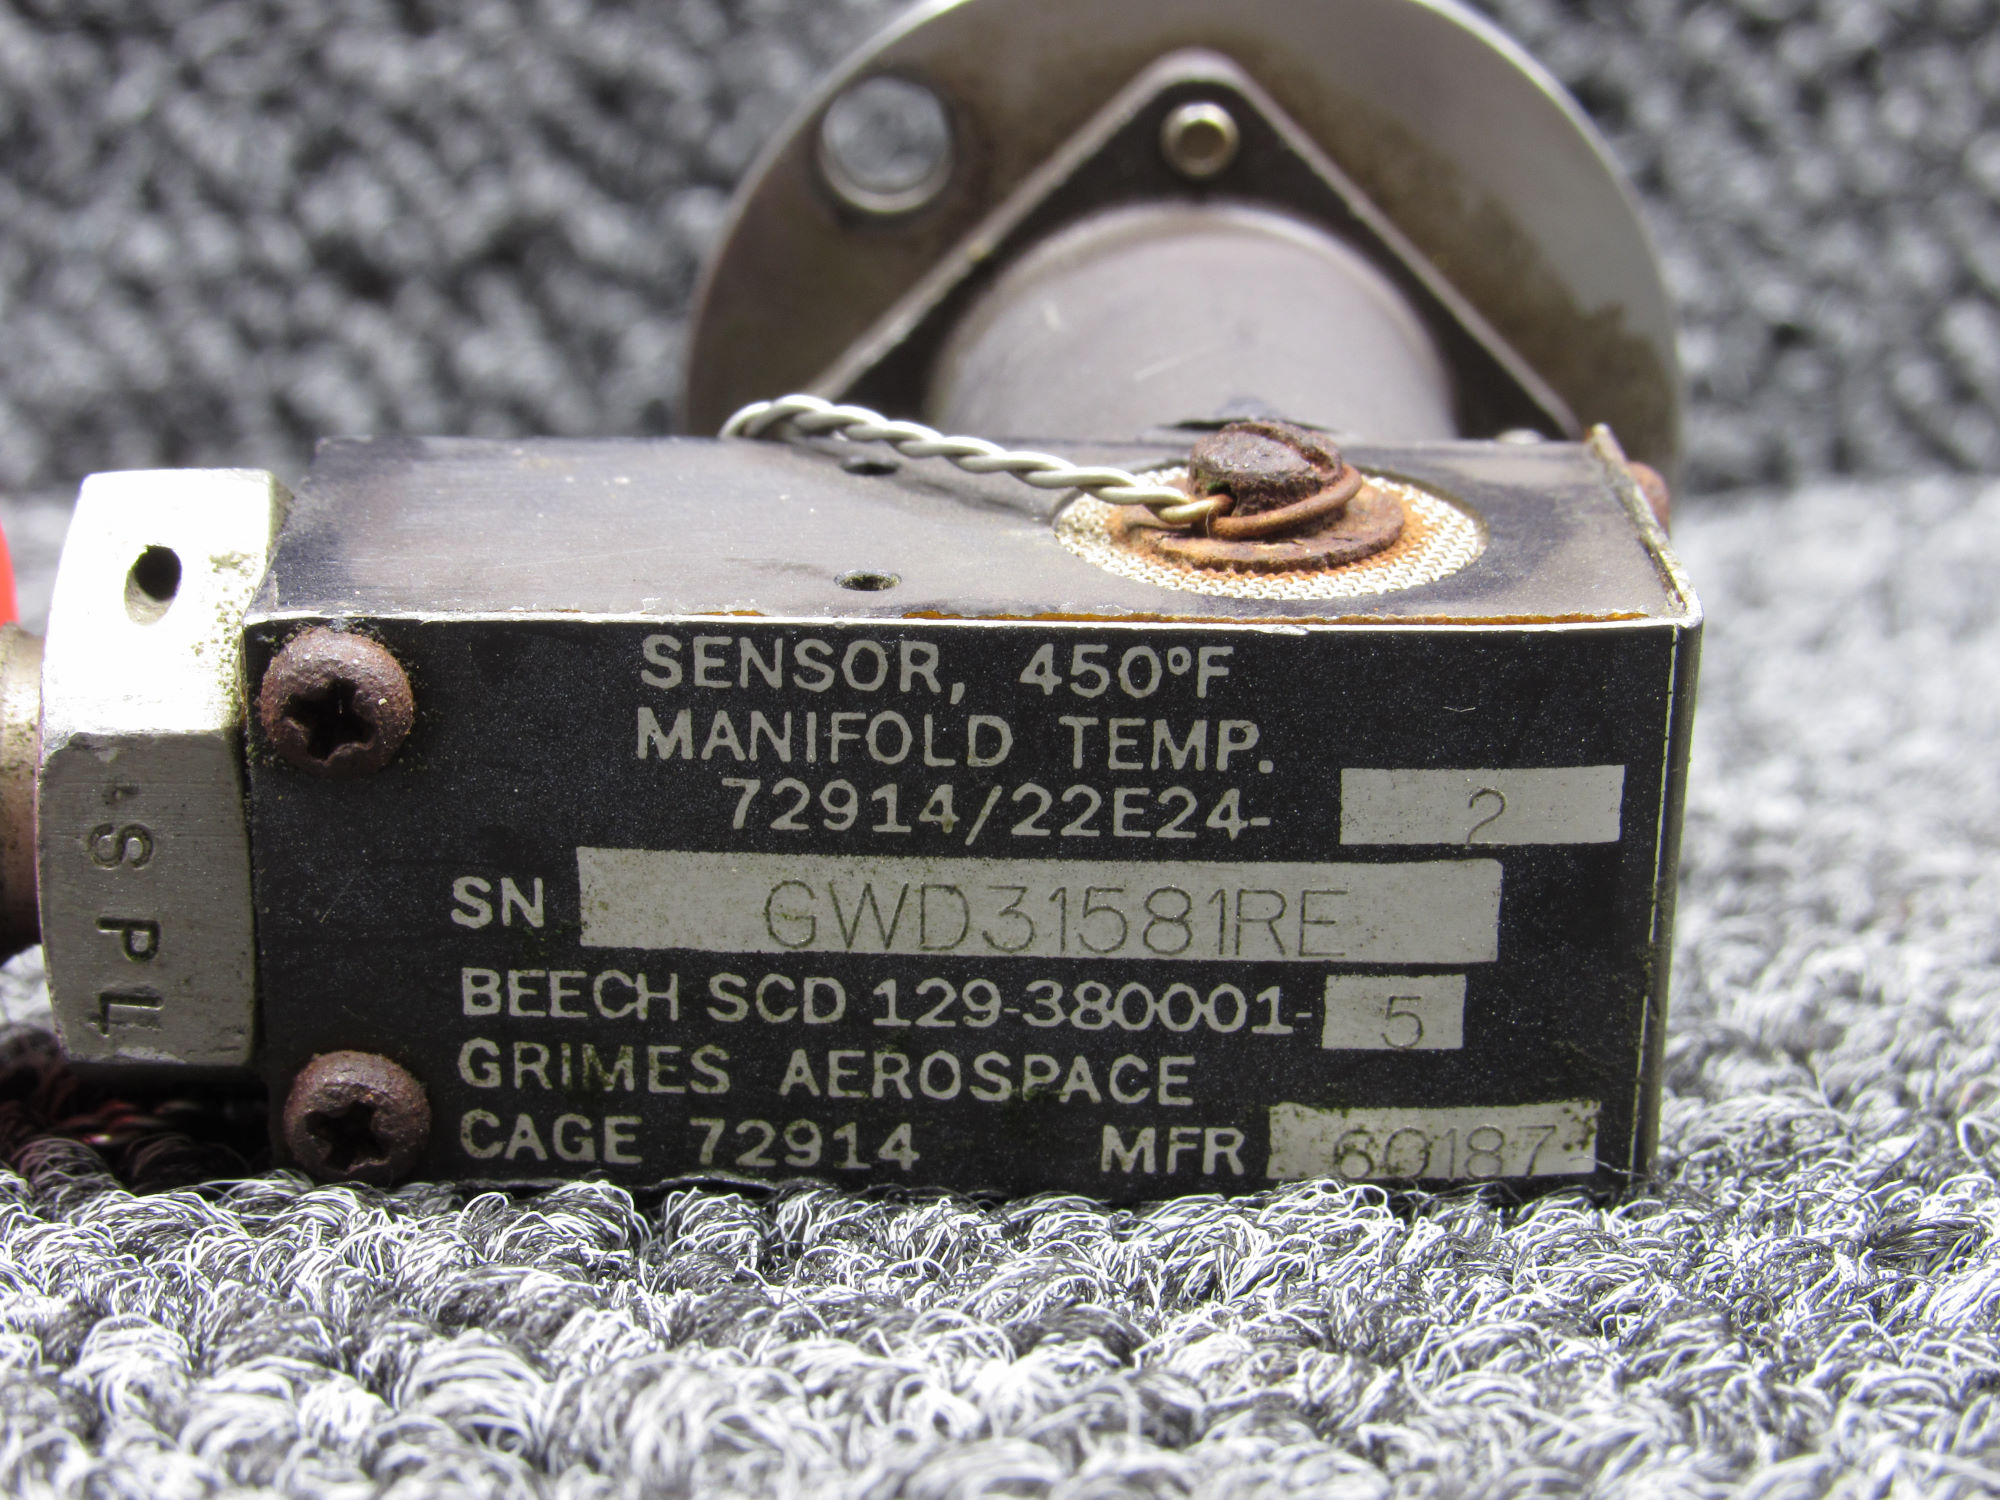 SENSOR, 450°F
MANIFOLD TEMP.
72914/22E24- 2
SN GWD31581RE
BEECH SCD 129-380001- 5
GRIMES AEROSPACE
CAGE 72914 MFR 60187
SPL